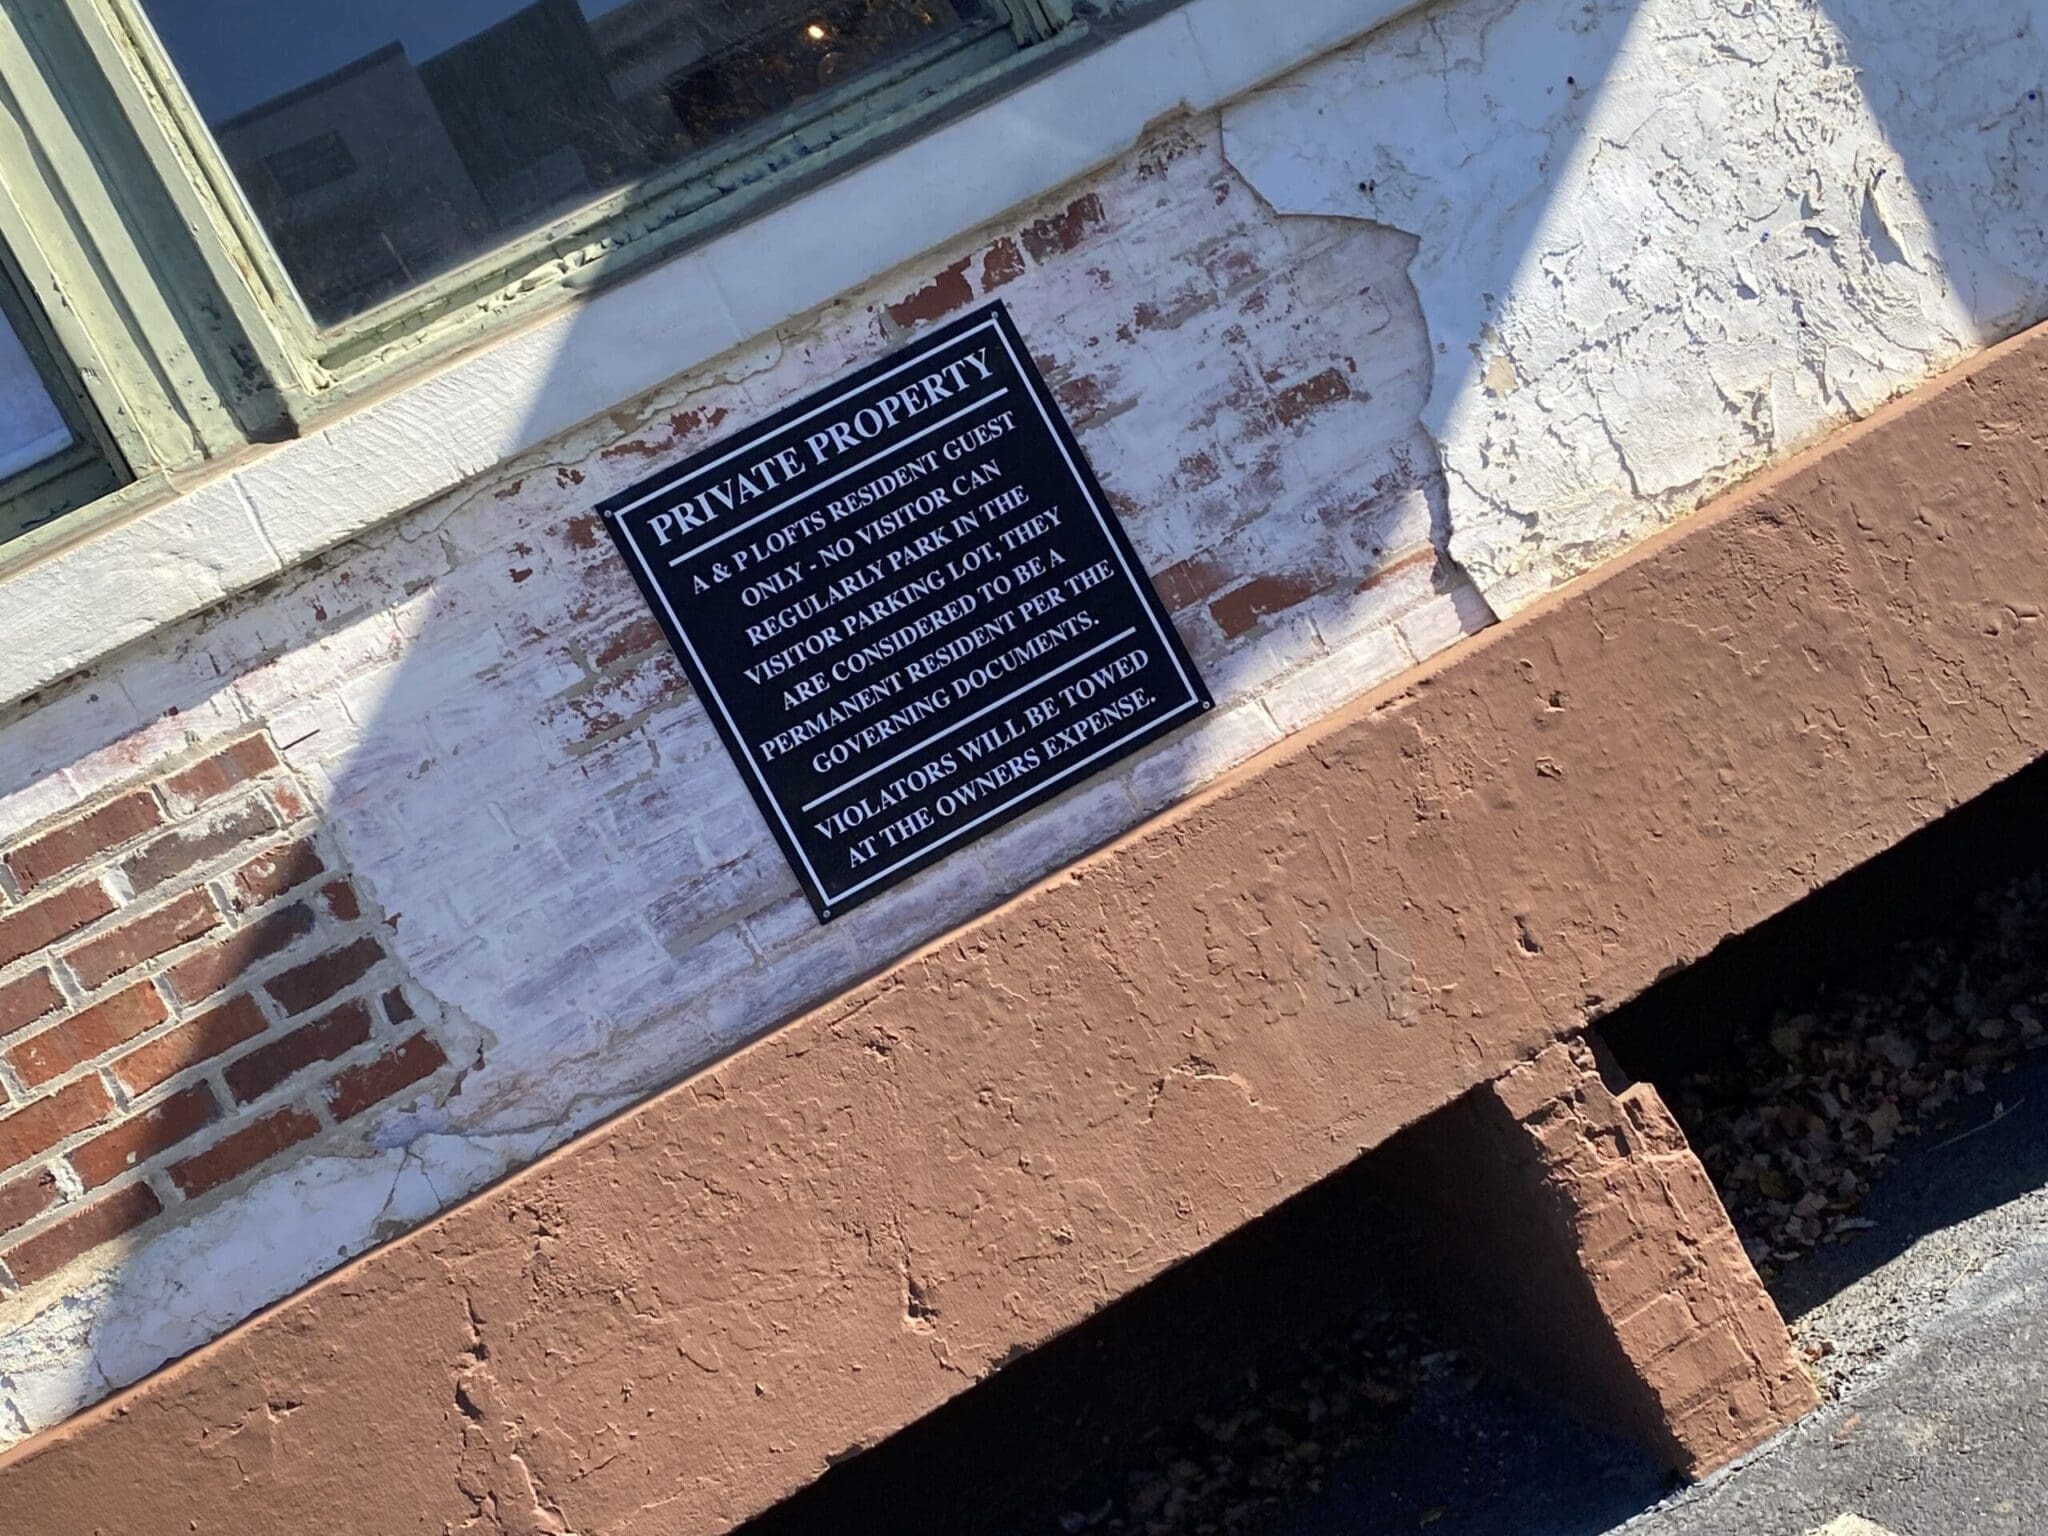 PRIVATE PROPERTY
A & P LOFTS RESIDENT GUEST
ONLY - NO VISITOR CAN
REGULARLY PARK IN THE
VISITOR PARKING LOT, THEY
ARE CONSIDERED TO BE A
PERMANENT RESIDENT PER THE
GOVERNING DOCUMENTS.
VIOLATORS WILL BE TOWED
AT THE OWNERS EXPENSE.